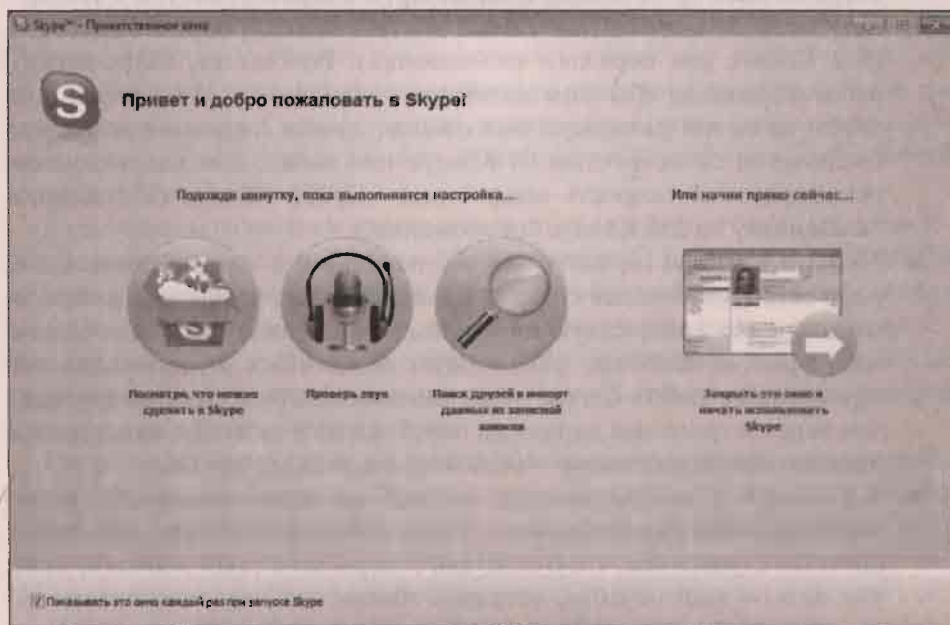 Skype™ - Приветственное окно
Привет и добро пожаловать в Skype!
Подожди минутку, пока выполняется настройка...
Или начни прямо сейчас...
Посмотри, что можно
сделать в Skype
Проверь звук
Поиск друзей и импорт
данных из записной
книжки
Закрыть это окно и
начать использовать
Skype
Показывать это окно каждый раз при запуске Skype